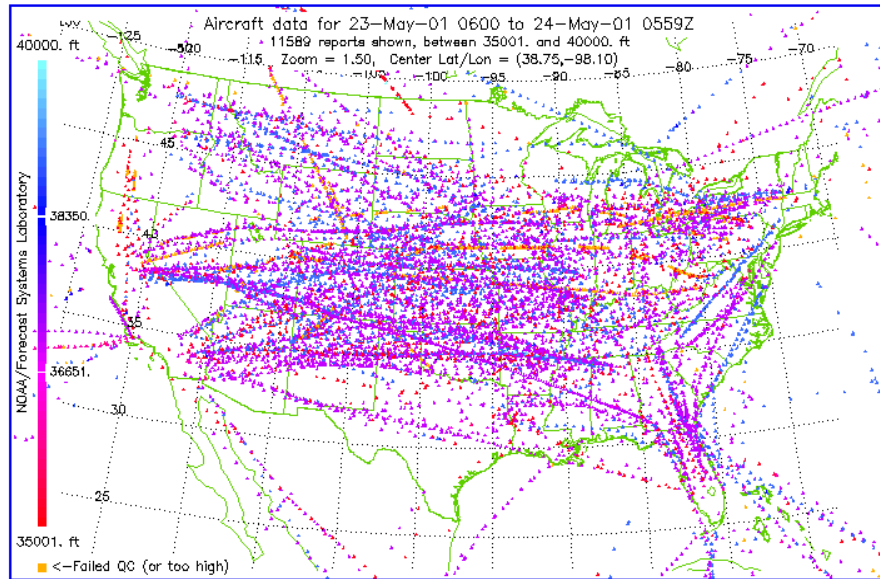 Aircraft data for 23-May-01 0600 to 24-May-01 0559Z
11589 reports shown, between 35001. and 40000. ft
Zoom = 1.50, Center Lat/Lon = (38.75,-98.10)
40000. ft
38350.
36651.
35001. ft
NOAA/Forecast Systems Laboratory
<-Failed QC (or too high)
-125
-115
-100
-95
-90
-85
-80
-75
-70
45
35
30
25